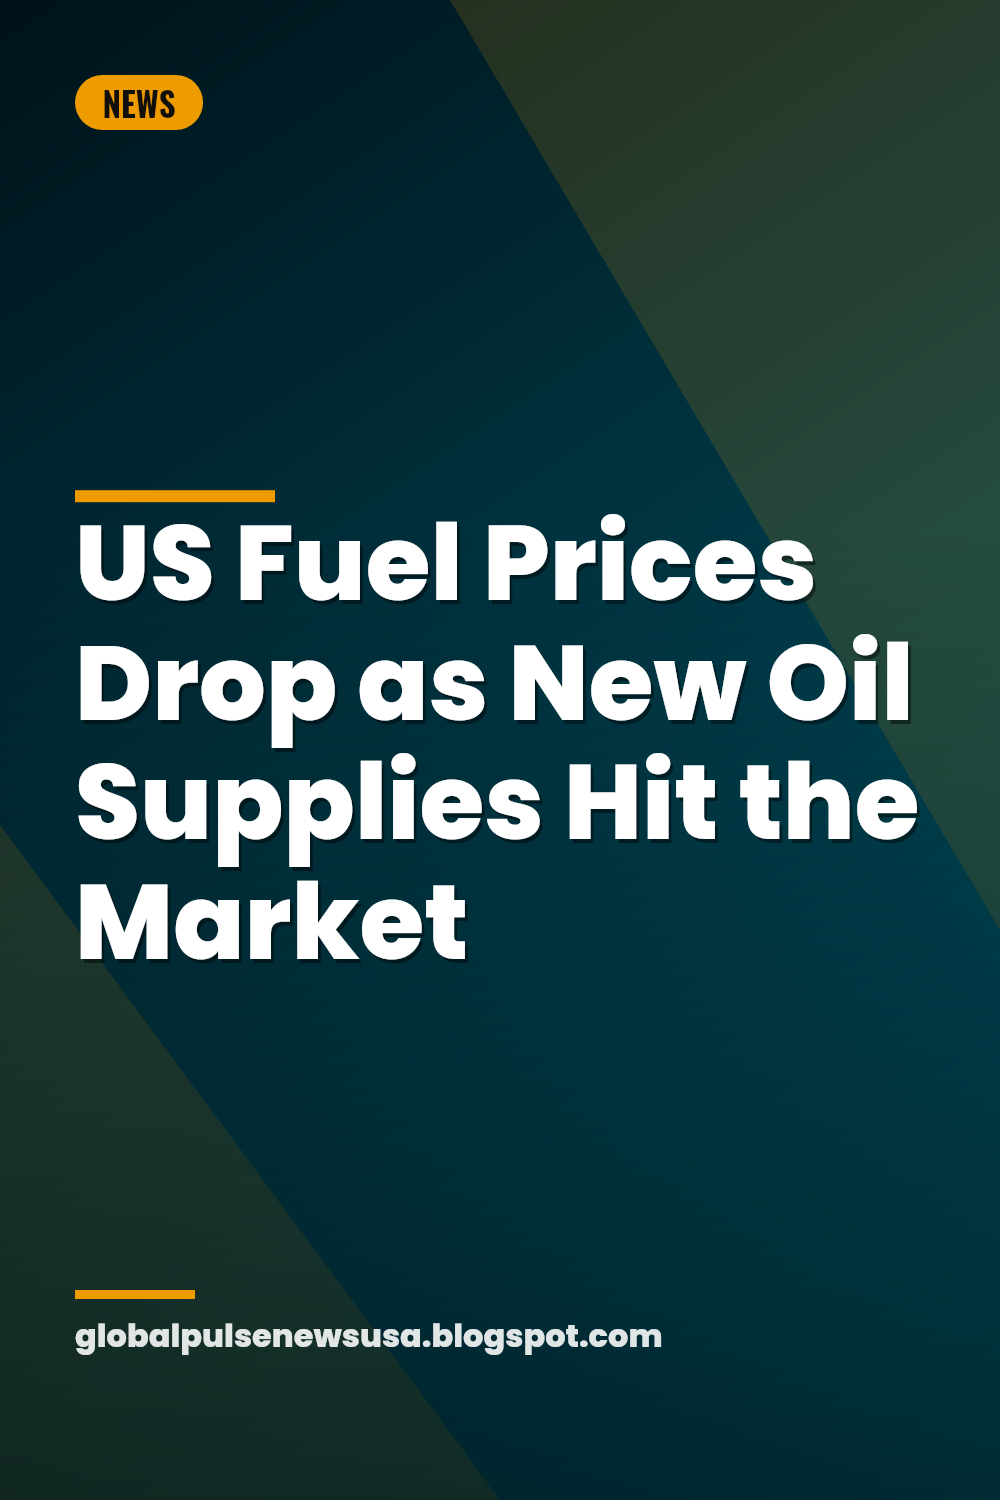 NEWS
US Fuel Prices
Drop as New Oil
Supplies Hit the
Market
globalpulsenewsusa.blogspot.com